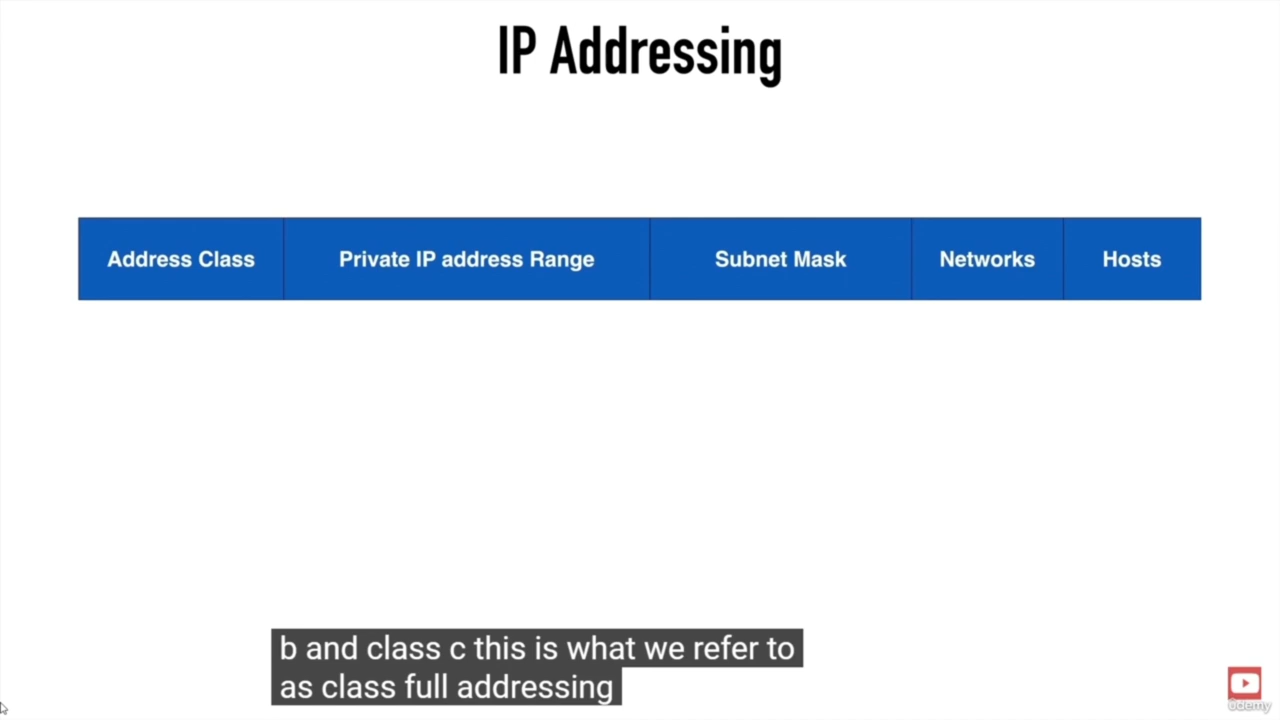 IP Addressing
Address Class Private IP address Range Subnet Mask Networks Hosts
b and class c this is what we refer to
as class full addressing
ûdemy